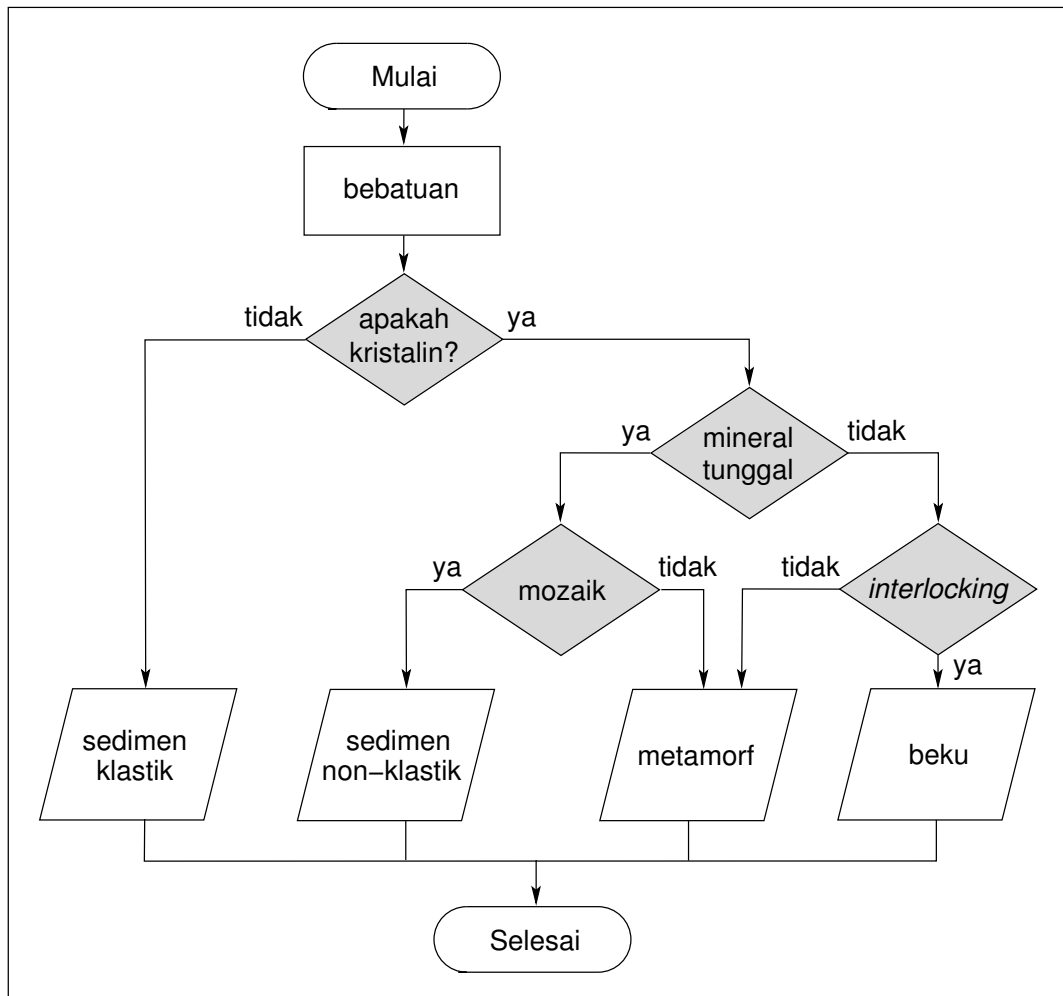 Mulai
bebatuan
tidak
apakah
kristalin?
ya
ya
mineral
tunggal
tidak
ya
mozaik
tidak
tidak
interlocking
ya
sedimen
klastik
sedimen
non−klastik
metamorf
beku
Selesai